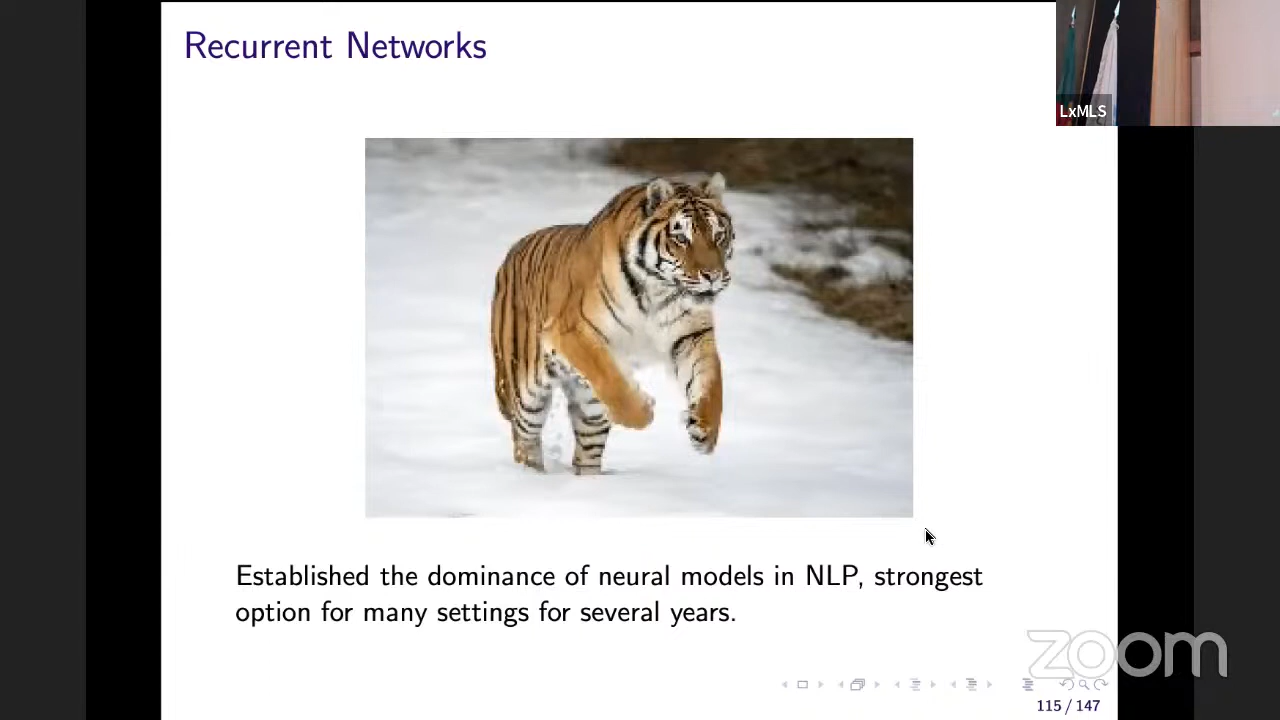 Recurrent Networks
LxMLS
Established the dominance of neural models in NLP, strongest
option for many settings for several years.
zoom
115 / 147